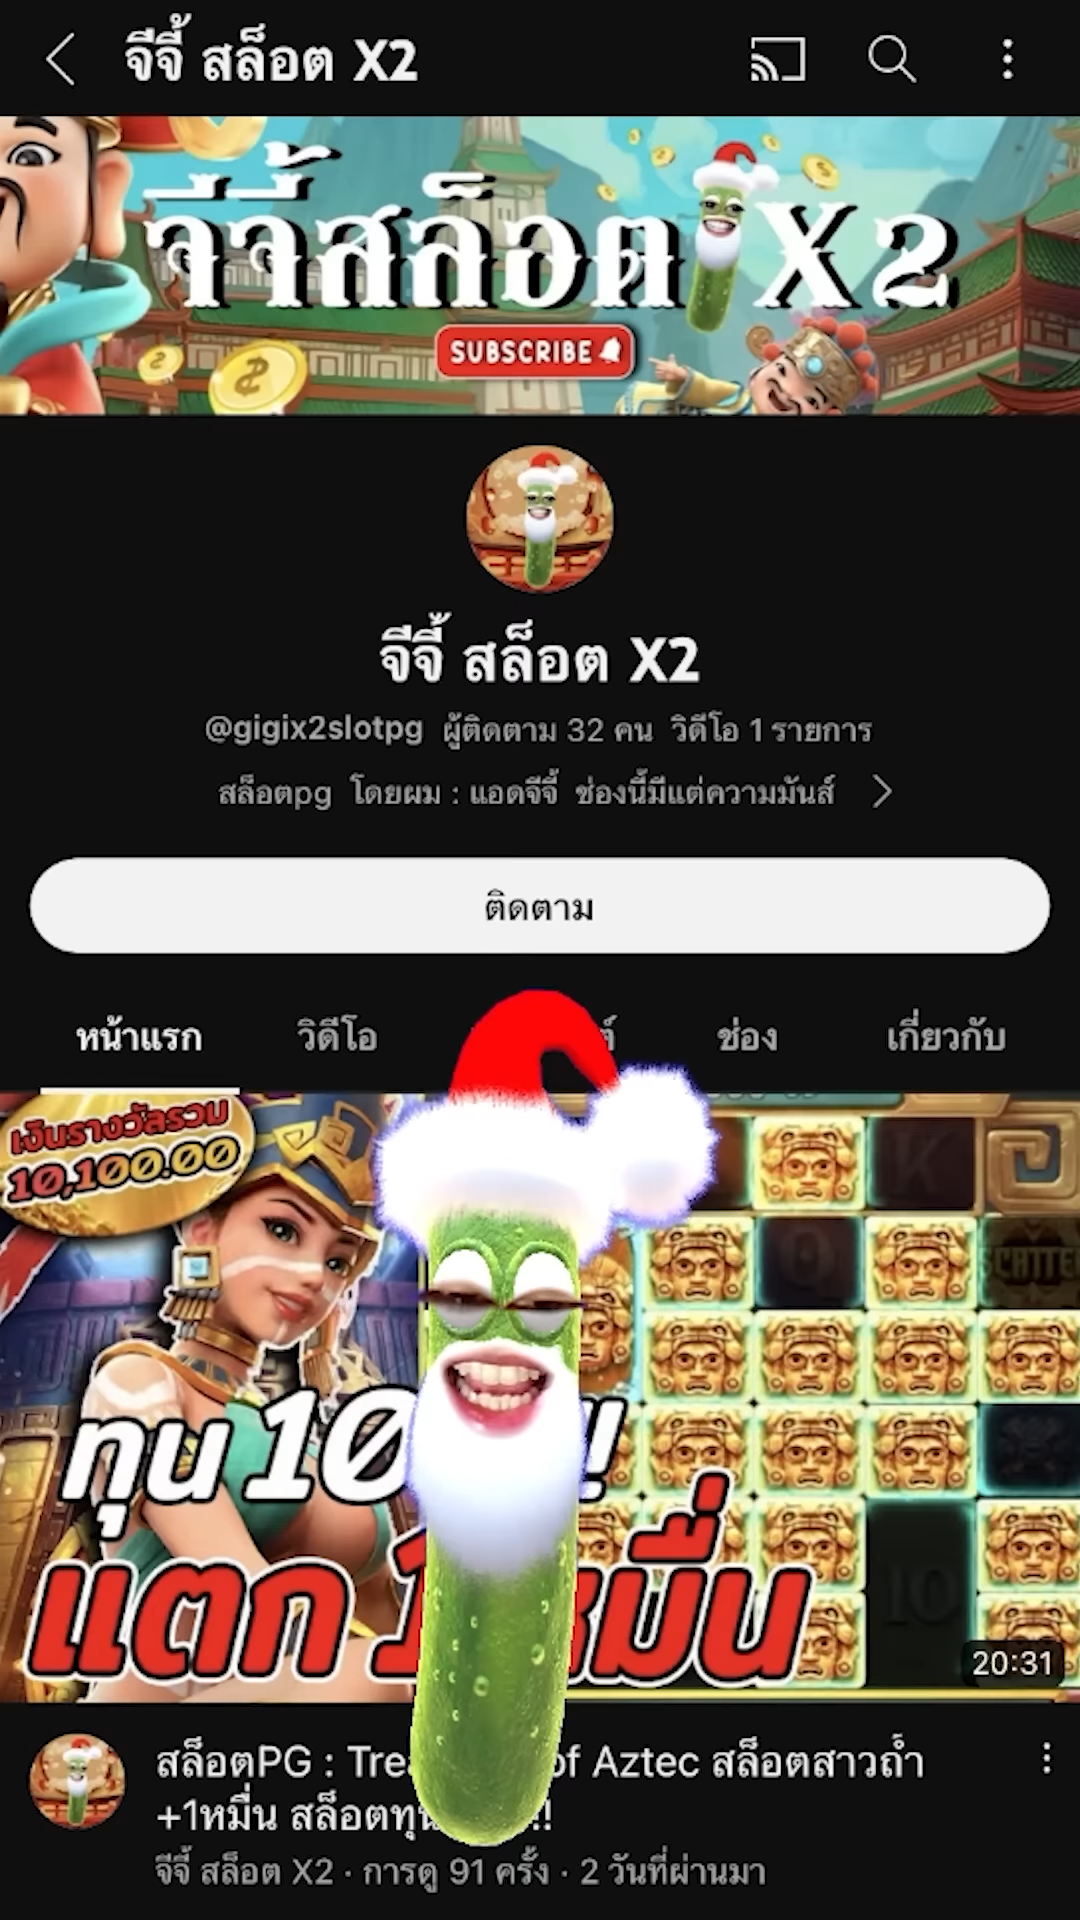 จีจี้ สล็อต X2
จีจี้สล็อต X2
SUBSCRIBE
จีจี้ สล็อต X2
@gigix2slotpg ผู้ติดตาม 32 คน วิดีโอ 1 รายการ
สล็อตpg โดยผม : แอดจีจี้ ช่องนี้มีแต่ความมันส์
ติดตาม
หน้าแรก วิดีโอ ช่อง เกี่ยวกับ
เงินรางวัลรวม
10,100.00
ทุน 10 !
แตก 1 หมื่น
20:31
สล็อตPG : Trea of Aztec สล็อตสาวถ้ำ
+1หมื่น สล็อตทุน !!
จีจี้ สล็อต X2 · การดู 91 ครั้ง · 2 วันที่ผ่านมา